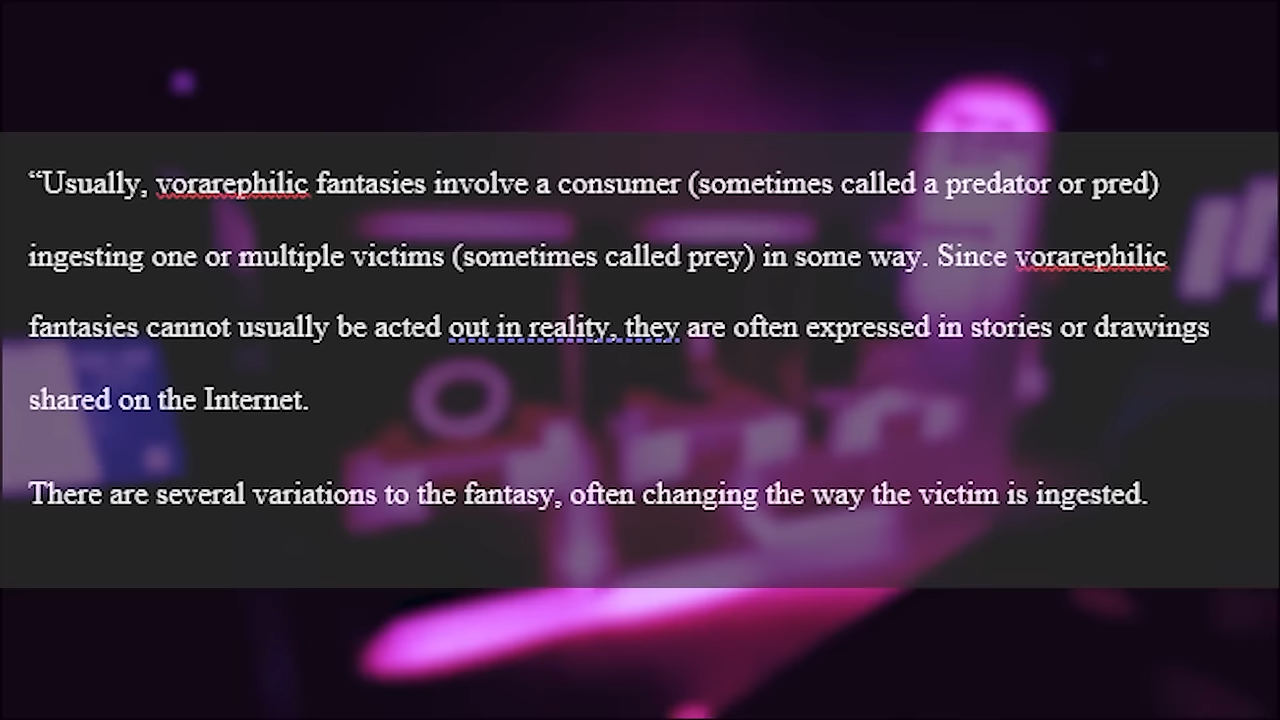 “Usually, vorarephilic fantasies involve a consumer (sometimes called a predator or pred)
ingesting one or multiple victims (sometimes called prey) in some way. Since vorarephilic
fantasies cannot usually be acted out in reality, they are often expressed in stories or drawings
shared on the Internet.
There are several variations to the fantasy, often changing the way the victim is ingested.